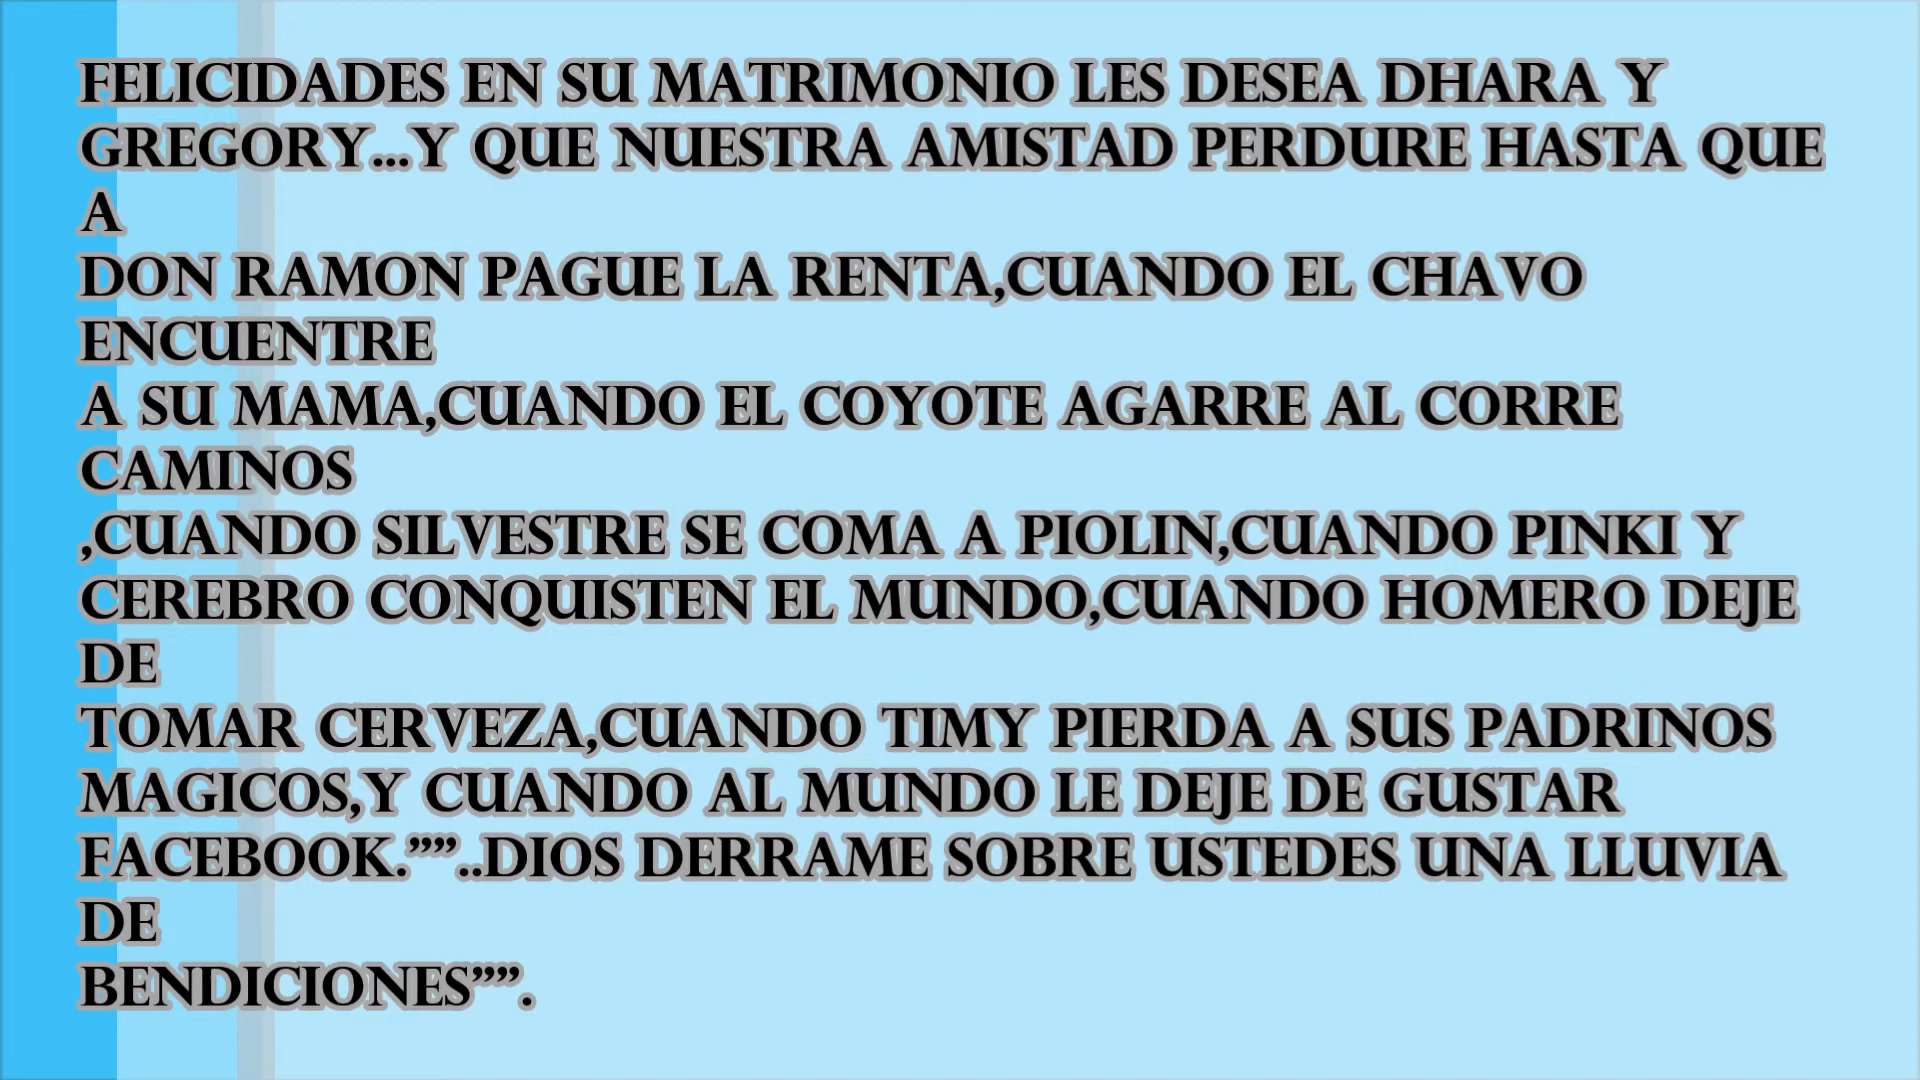 FELICIDADES EN SU MATRIMONIO LES DESEA DHARA Y
GREGORY...Y QUE NUESTRA AMISTAD PERDURE HASTA QUE
A
DON RAMON PAGUE LA RENTA,CUANDO EL CHAVO
ENCUENTRE
A SU MAMA,CUANDO EL COYOTE AGARRE AL CORRE
CAMINOS
,CUANDO SILVESTRE SE COMA A PIOLIN,CUANDO PINKI Y
CEREBRO CONQUISTEN EL MUNDO,CUANDO HOMERO DEJE
DE
TOMAR CERVEZA,CUANDO TIMY PIERDA A SUS PADRINOS
MAGICOS,Y CUANDO AL MUNDO LE DEJE DE GUSTAR
FACEBOOK.””..DIOS DERRAME SOBRE USTEDES UNA LLUVIA
DE
BENDICIONES””.